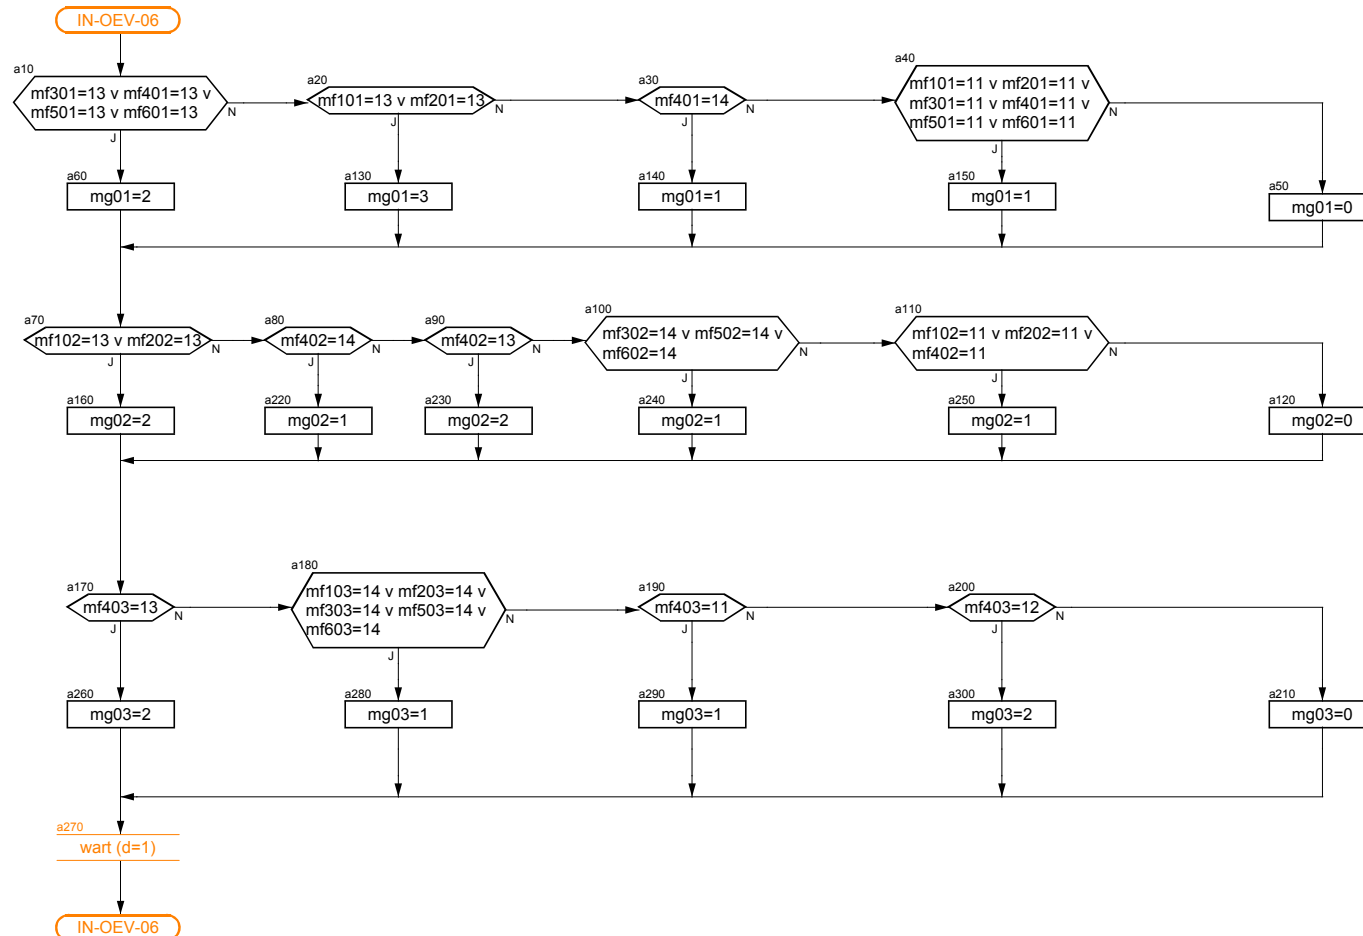 IN-OEV-06
a10
mf301=13 v mf401=13 v
mf501=13 v mf601=13
N
J
a20
mf101=13 v mf201=13
N
J
a30
mf401=14
N
J
a40
mf101=11 v mf201=11 v
mf301=11 v mf401=11 v
mf501=11 v mf601=11
N
J
a60
mg01=2
a130
mg01=3
a140
mg01=1
a150
mg01=1
a50
mg01=0
a70
mf102=13 v mf202=13
N
J
a80
mf402=14
N
J
a90
mf402=13
N
J
a100
mf302=14 v mf502=14 v
mf602=14
N
J
a110
mf102=11 v mf202=11 v
mf402=11
N
J
a160
mg02=2
a220
mg02=1
a230
mg02=2
a240
mg02=1
a250
mg02=1
a120
mg02=0
a170
mf403=13
N
J
a180
mf103=14 v mf203=14 v
mf303=14 v mf503=14 v
mf603=14
N
J
a190
mf403=11
N
J
a200
mf403=12
N
J
a260
mg03=2
a280
mg03=1
a290
mg03=1
a300
mg03=2
a210
mg03=0
a270
wart (d=1)
IN-OEV-06